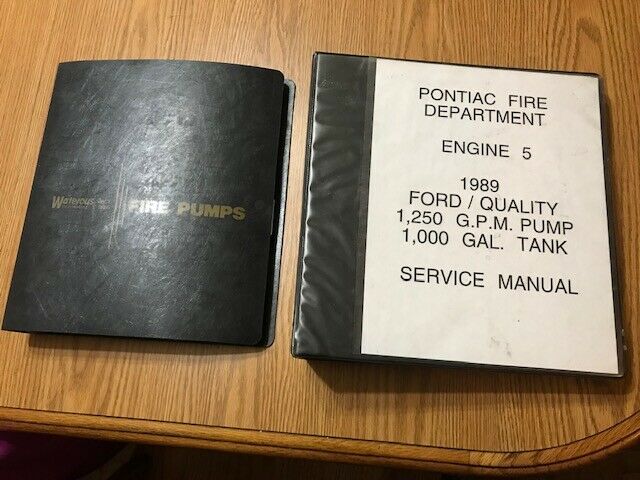 Waterous
FIRE PUMPS
PONTIAC FIRE
DEPARTMENT
ENGINE 5
1989
FORD / QUALITY
1,250 G.P.M. PUMP
1,000 GAL. TANK
SERVICE MANUAL